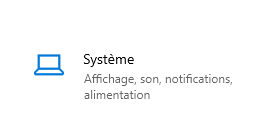 Système
Affichage, son, notifications,
alimentation